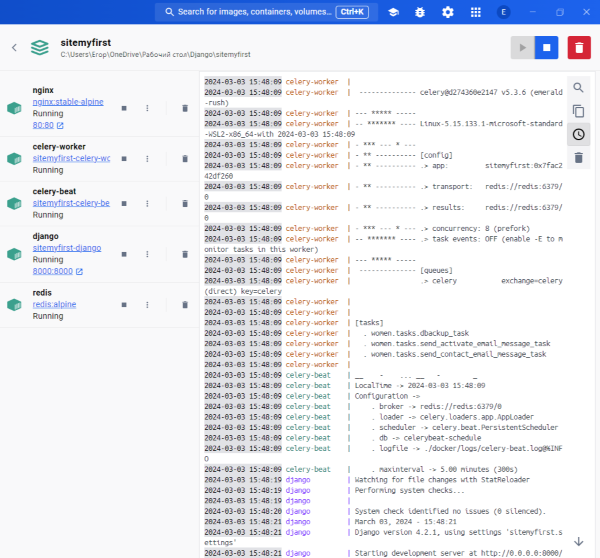 Search for images, containers, volumes... Ctrl+K
E
sitemyfirst
C:\Users\Егор\OneDrive\Рабочий стол\Django\sitemyfirst
nginx
nginx:stable-alpine
Running
80:80
celery-worker
sitemyfirst-celery-wc
Running
celery-beat
sitemyfirst-celery-be
Running
django
sitemyfirst-django
Running
8000:8000
redis
redis:alpine
Running
2024-03-03 15:48:09 celery-worker |
2024-03-03 15:48:09 celery-worker | -------------- celery@d274360e2147 v5.3.6 (emerald
-rush)
2024-03-03 15:48:09 celery-worker | --- ***** -----
2024-03-03 15:48:09 celery-worker | -- ******* ---- Linux-5.15.133.1-microsoft-standard
-WSL2-x86_64-with 2024-03-03 15:48:09
2024-03-03 15:48:09 celery-worker | - *** --- * ---
2024-03-03 15:48:09 celery-worker | - ** ---------- [config]
2024-03-03 15:48:09 celery-worker | - ** ---------- .> app: sitemyfirst:0x7fac2
42df260
2024-03-03 15:48:09 celery-worker | - ** ---------- .> transport: redis://redis:6379/
0
2024-03-03 15:48:09 celery-worker | - ** ---------- .> results: redis://redis:6379/
0
2024-03-03 15:48:09 celery-worker | - *** --- * --- .> concurrency: 8 (prefork)
2024-03-03 15:48:09 celery-worker | -- ******* ---- .> task events: OFF (enable -E to m
onitor tasks in this worker)
2024-03-03 15:48:09 celery-worker | --- ***** -----
2024-03-03 15:48:09 celery-worker | -------------- [queues]
2024-03-03 15:48:09 celery-worker | .> celery exchange=celery
(direct) key=celery
2024-03-03 15:48:09 celery-worker |
2024-03-03 15:48:09 celery-worker |
2024-03-03 15:48:09 celery-worker | [tasks]
2024-03-03 15:48:09 celery-worker | . women.tasks.dbackup_task
2024-03-03 15:48:09 celery-worker | . women.tasks.send_activate_email_message_task
2024-03-03 15:48:09 celery-worker | . women.tasks.send_contact_email_message_task
2024-03-03 15:48:09 celery-worker |
2024-03-03 15:48:09 celery-beat | __ - ... __ - _
2024-03-03 15:48:09 celery-beat | LocalTime -> 2024-03-03 15:48:09
2024-03-03 15:48:09 celery-beat | Configuration ->
2024-03-03 15:48:09 celery-beat | . broker -> redis://redis:6379/0
2024-03-03 15:48:09 celery-beat | . loader -> celery.loaders.app.AppLoader
2024-03-03 15:48:09 celery-beat | . scheduler -> celery.beat.PersistentScheduler
2024-03-03 15:48:09 celery-beat | . db -> celerybeat-schedule
2024-03-03 15:48:09 celery-beat | . logfile -> ./docker/logs/celery-beat.log@%INF
O
2024-03-03 15:48:09 celery-beat | . maxinterval -> 5.00 minutes (300s)
2024-03-03 15:48:19 django | Watching for file changes with StatReloader
2024-03-03 15:48:19 django | Performing system checks...
2024-03-03 15:48:19 django |
2024-03-03 15:48:20 django | System check identified no issues (0 silenced).
2024-03-03 15:48:21 django | March 03, 2024 - 15:48:21
2024-03-03 15:48:21 django | Django version 4.2.1, using settings 'sitemyfirst.s
ettings'
2024-03-03 15:48:21 django | Starting development server at http://0.0.0.0:8000/